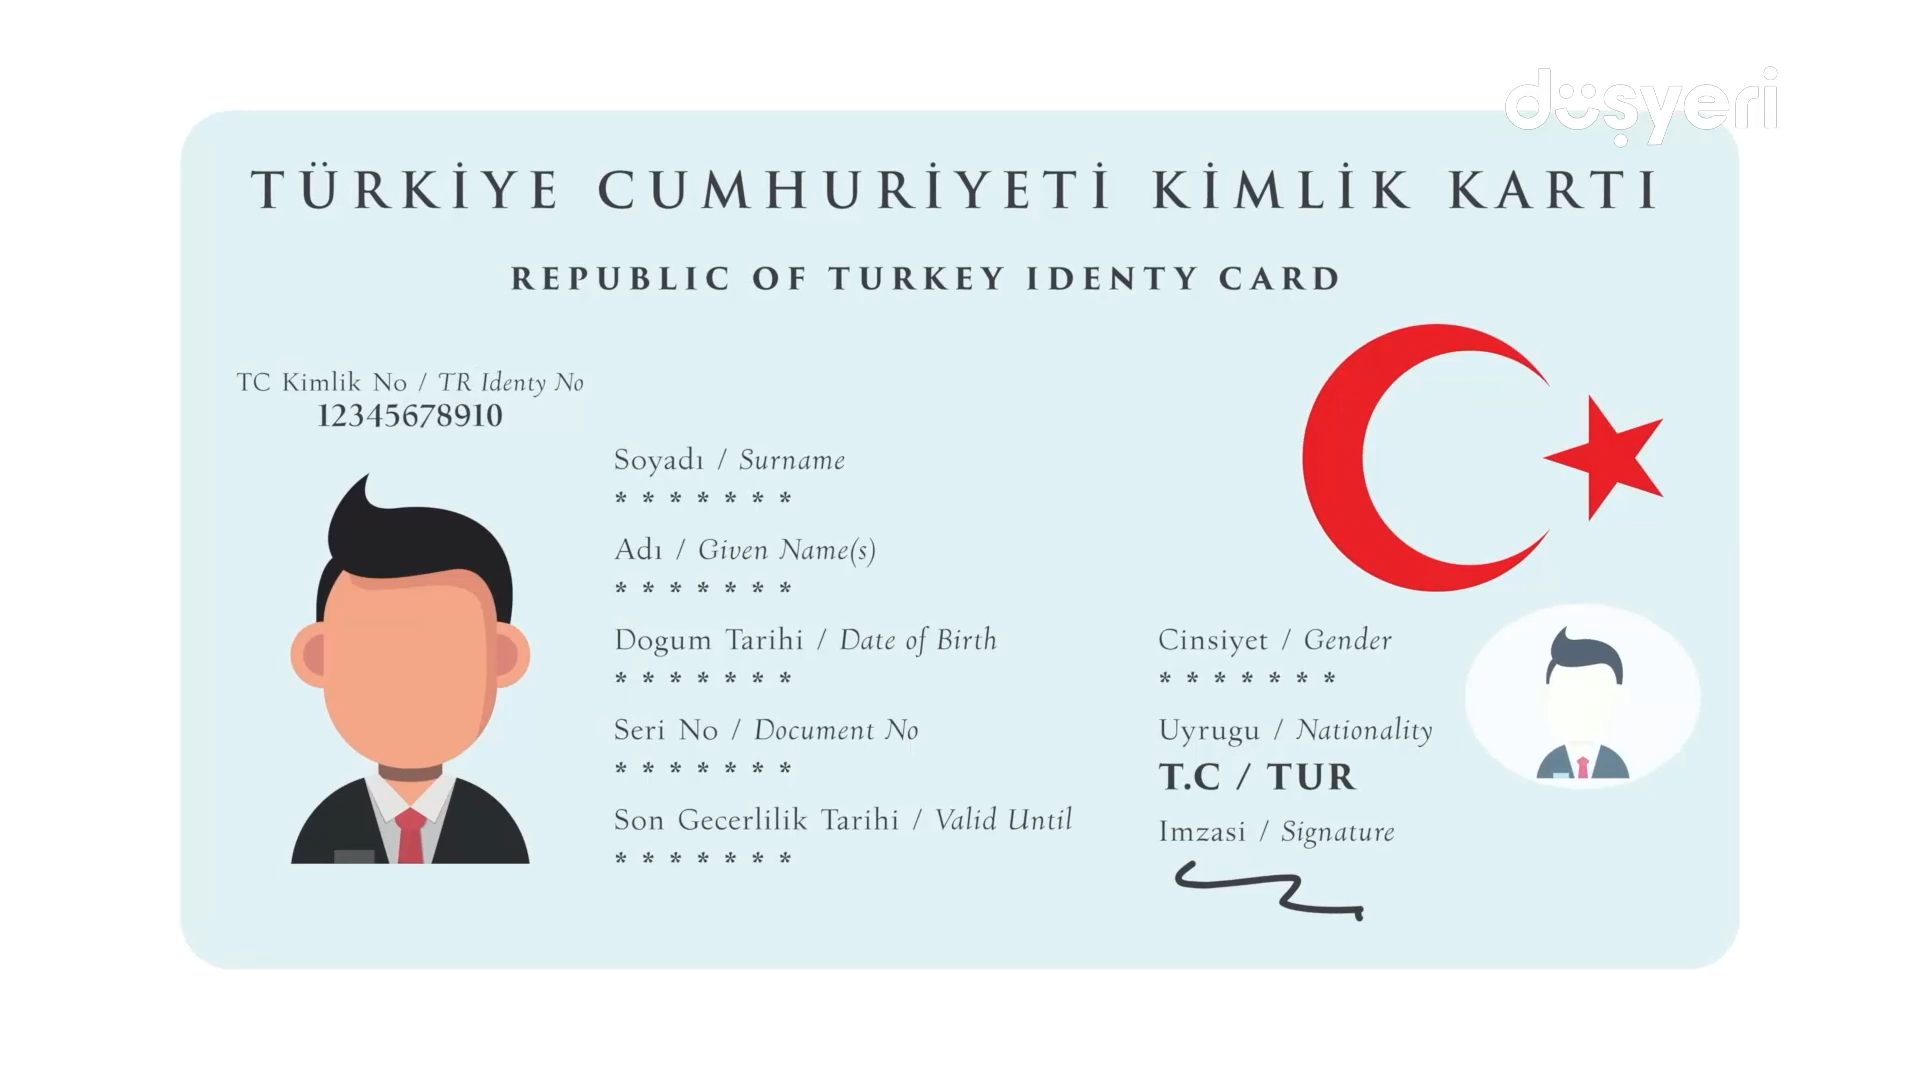 düşyeri
TÜRKİYE CUMHURİYETİ KİMLİK KARTI
REPUBLIC OF TURKEY IDENTY CARD
TC Kimlik No / TR Identy No
12345678910
Soyadı / Surname
* * * * * * *
Adı / Given Name(s)
* * * * * * *
Dogum Tarihi / Date of Birth
* * * * * * *
Seri No / Document No
* * * * * * *
Son Gecerlilik Tarihi / Valid Until
* * * * * * *
Cinsiyet / Gender
* * * * * * *
Uyrugu / Nationality
T.C / TUR
Imzasi / Signature